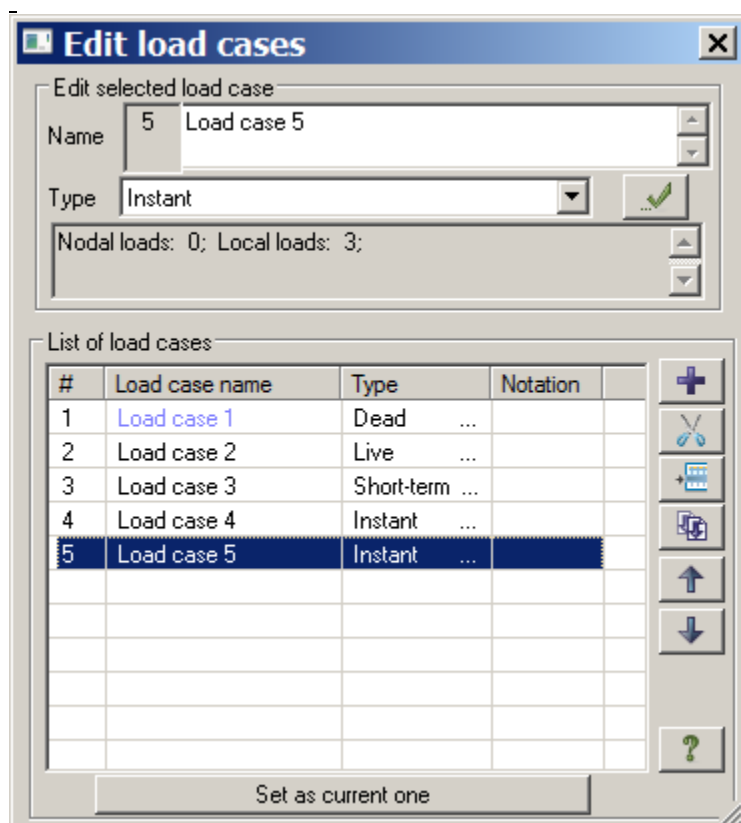 Edit load cases
Edit selected load case
Name 5 Load case 5
Type Instant
Nodal loads: 0; Local loads: 3;
List of load cases
# Load case name Type Notation
1 Load case 1 Dead ...
2 Load case 2 Live ...
3 Load case 3 Short-term ...
4 Load case 4 Instant ...
5 Load case 5 Instant ...
?
Set as current one